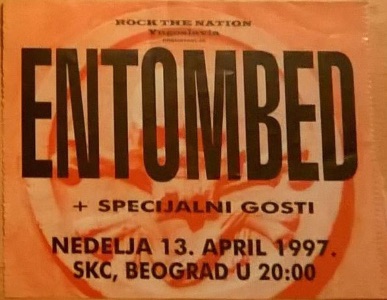 ROCK THE NATION
Yugoslavia
ENTOMBED
+ SPECIJALNI GOSTI
NEDELJA 13. APRIL 1997.
SKC, BEOGRAD U 20:00